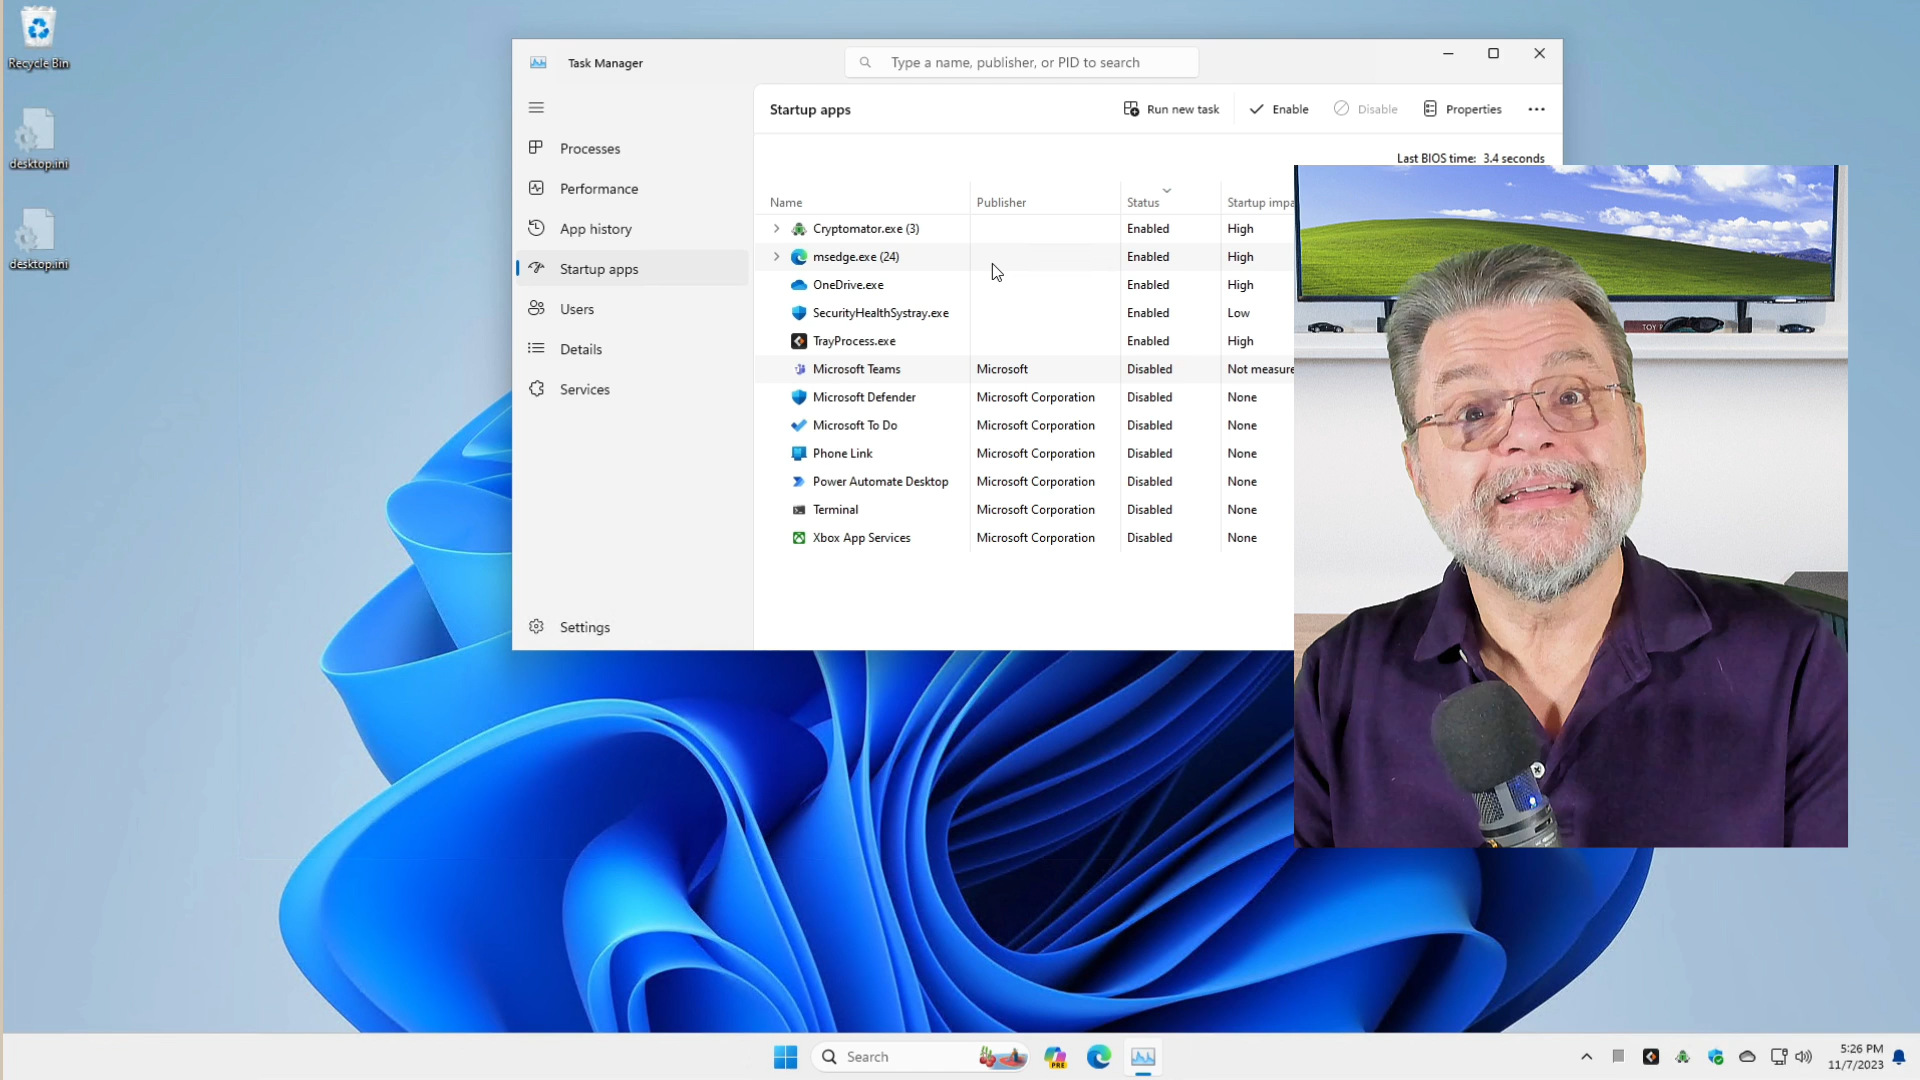 Recycle Bin
desktop.ini
desktop.ini
Task Manager
Type a name, publisher, or PID to search
Startup apps
Run new task
Enable
Disable
Properties
Last BIOS time: 3.4 seconds
Processes
Performance
App history
Startup apps
Users
Details
Services
Settings
Name Publisher Status Startup impa
Cryptomator.exe (3) Enabled High
msedge.exe (24) Enabled High
OneDrive.exe Enabled High
SecurityHealthSystray.exe Enabled Low
TrayProcess.exe Enabled High
Microsoft Teams Microsoft Disabled Not measure
Microsoft Defender Microsoft Corporation Disabled None
Microsoft To Do Microsoft Corporation Disabled None
Phone Link Microsoft Corporation Disabled None
Power Automate Desktop Microsoft Corporation Disabled None
Terminal Microsoft Corporation Disabled None
Xbox App Services Microsoft Corporation Disabled None
Search
PRE
5:26 PM
11/7/2023